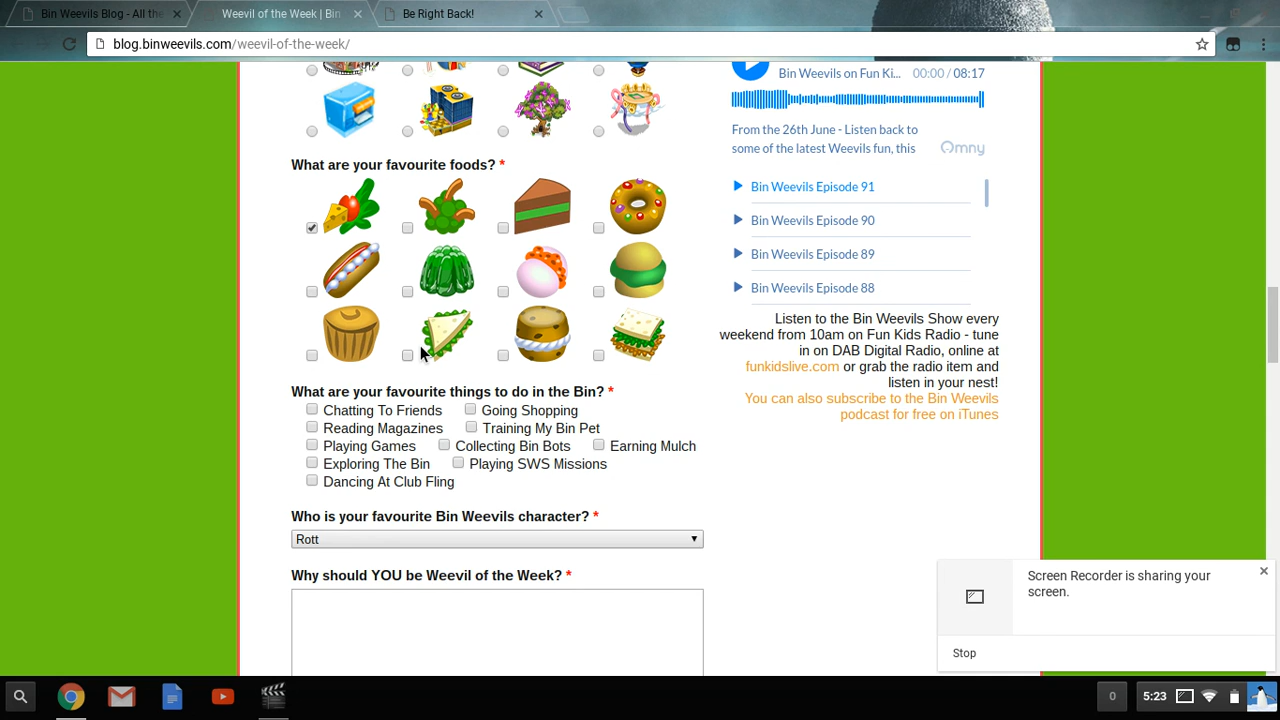 Bin Weevils Blog - All the
Weevil of the Week | Bin
Be Right Back!
blog.binweevils.com/weevil-of-the-week/
Bin Weevils on Fun Ki... 00:00 / 08:17
From the 26th June - Listen back to
some of the latest Weevils fun, this
Omny
What are your favourite foods? *
Bin Weevils Episode 91
Bin Weevils Episode 90
Bin Weevils Episode 89
Bin Weevils Episode 88
Listen to the Bin Weevils Show every
weekend from 10am on Fun Kids Radio - tune
in on DAB Digital Radio, online at
funkidslive.com or grab the radio item and
listen in your nest!
You can also subscribe to the Bin Weevils
podcast for free on iTunes
What are your favourite things to do in the Bin? *
Chatting To Friends Going Shopping
Reading Magazines Training My Bin Pet
Playing Games Collecting Bin Bots Earning Mulch
Exploring The Bin Playing SWS Missions
Dancing At Club Fling
Who is your favourite Bin Weevils character? *
Rott
Why should YOU be Weevil of the Week? *
Screen Recorder is sharing your
screen.
Stop
0 5:23